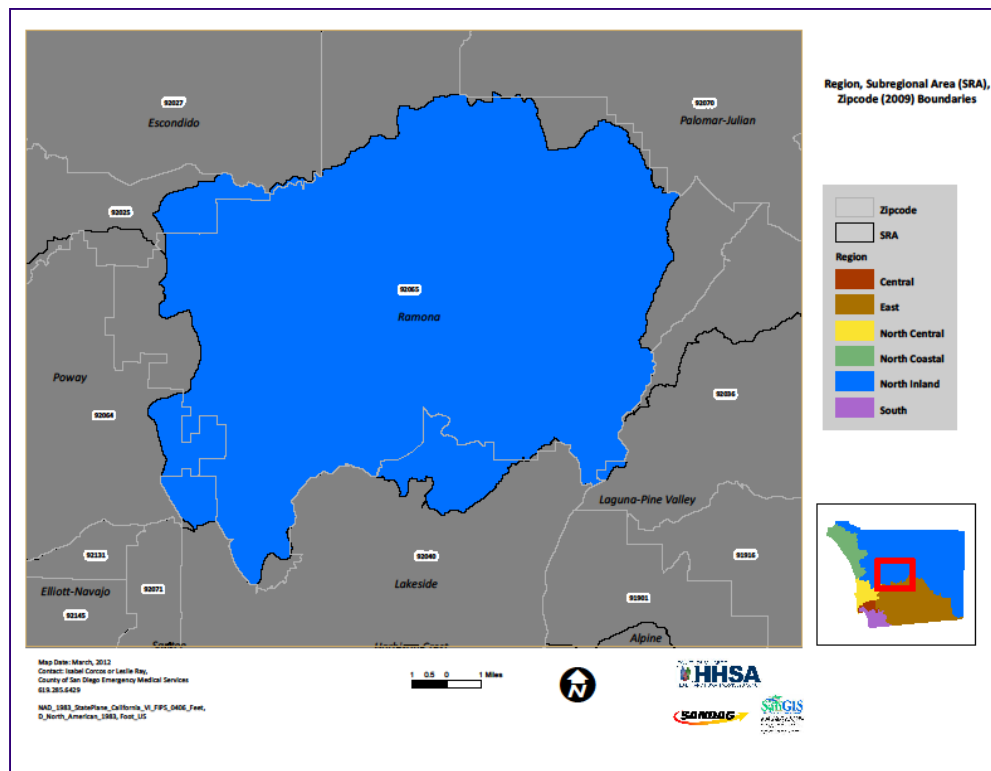 Region, Subregional Area (SRA),
Zipcode (2009) Boundaries
92027
Escondido
92070
Palomar-Julian
92025
92065
Ramona
Poway
92064
92036
Laguna-Pine Valley
92131
92040
91916
Elliott-Navajo
92071
Lakeside
92145
91901
Alpine
Zipcode
SRA
Region
Central
East
North Central
North Coastal
North Inland
South
Map Date: March, 2012
Contact: Isabel Corcos or Leslie Ray,
County of San Diego Emergency Medical Services
619.285.6429
NAD_1983_StatePlane_California_VI_FIPS_0406_Feet,
D_North_American_1983, Foot_US
1 0.5 0 1 Miles
N
HHSA
SANDAG
SanGIS